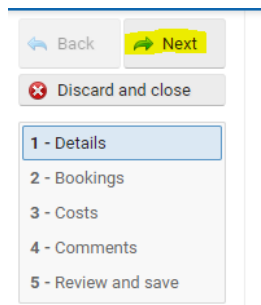 Back Next
Discard and close
1 - Details
2 - Bookings
3 - Costs
4 - Comments
5 - Review and save